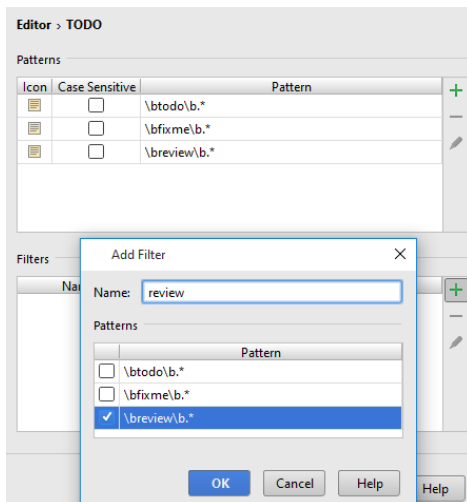 Editor › TODO
Patterns
Icon Case Sensitive Pattern
\btodo\b.*
\bfixme\b.*
\breview\b.*
Filters
Add Filter
Name: review
Patterns
Pattern
\btodo\b.*
\bfixme\b.*
\breview\b.*
OK Cancel Help
Help